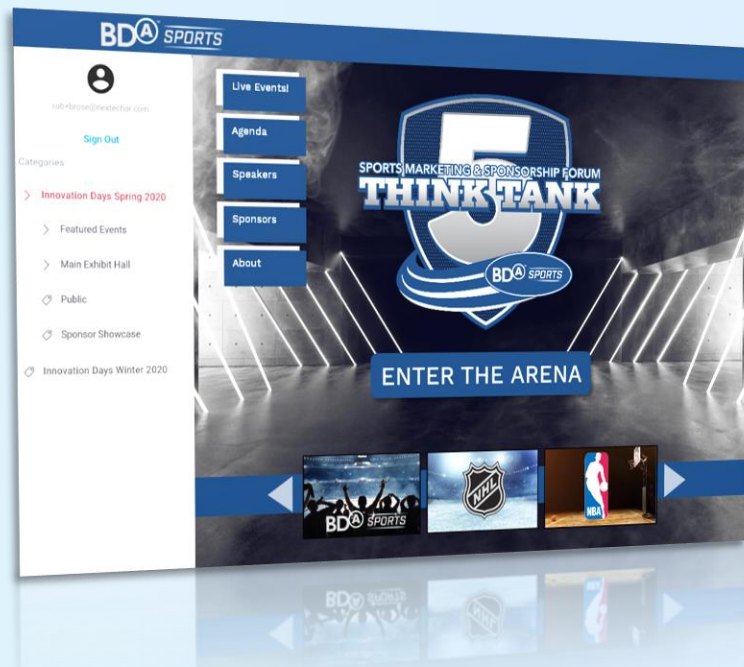 BDA SPORTS
Sign Out
Categories
Innovation Days Spring 2020
Featured Events
Main Exhibit Hall
Public
Sponsor Showcase
Innovation Days Winter 2020
Live Events!
Agenda
Speakers
Sponsors
About
5
SPORTS MARKETING & SPONSORSHIP FORUM
THINK TANK
BDA SPORTS
ENTER THE ARENA
BDA SPORTS
NHL
NBA